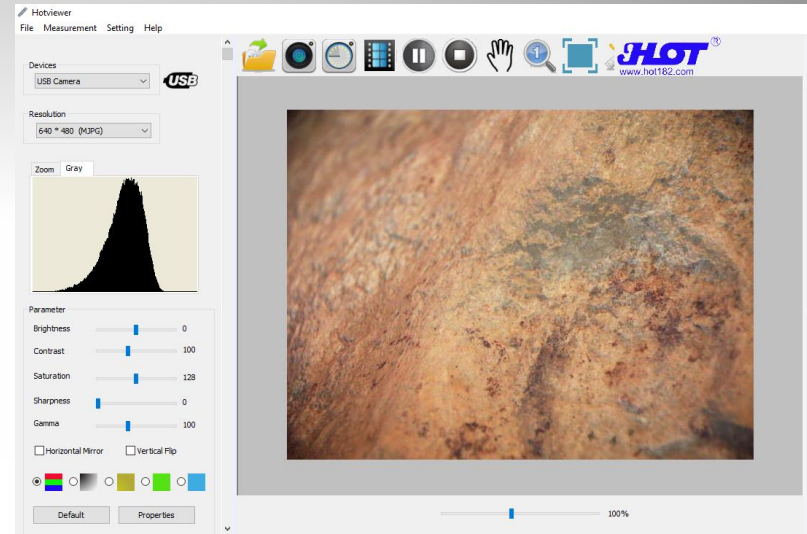 Hotviewer
File Measurement Setting Help
Devices
USB Camera
USB
Resolution
640 * 480 (MJPG)
Zoom Gray
Parameter
Brightness 0
Contrast 100
Saturation 128
Sharpness 0
Gamma 100
Horizontal Mirror Vertical Flip
Default Properties
1
HOT ®
www.hot182.com
100%